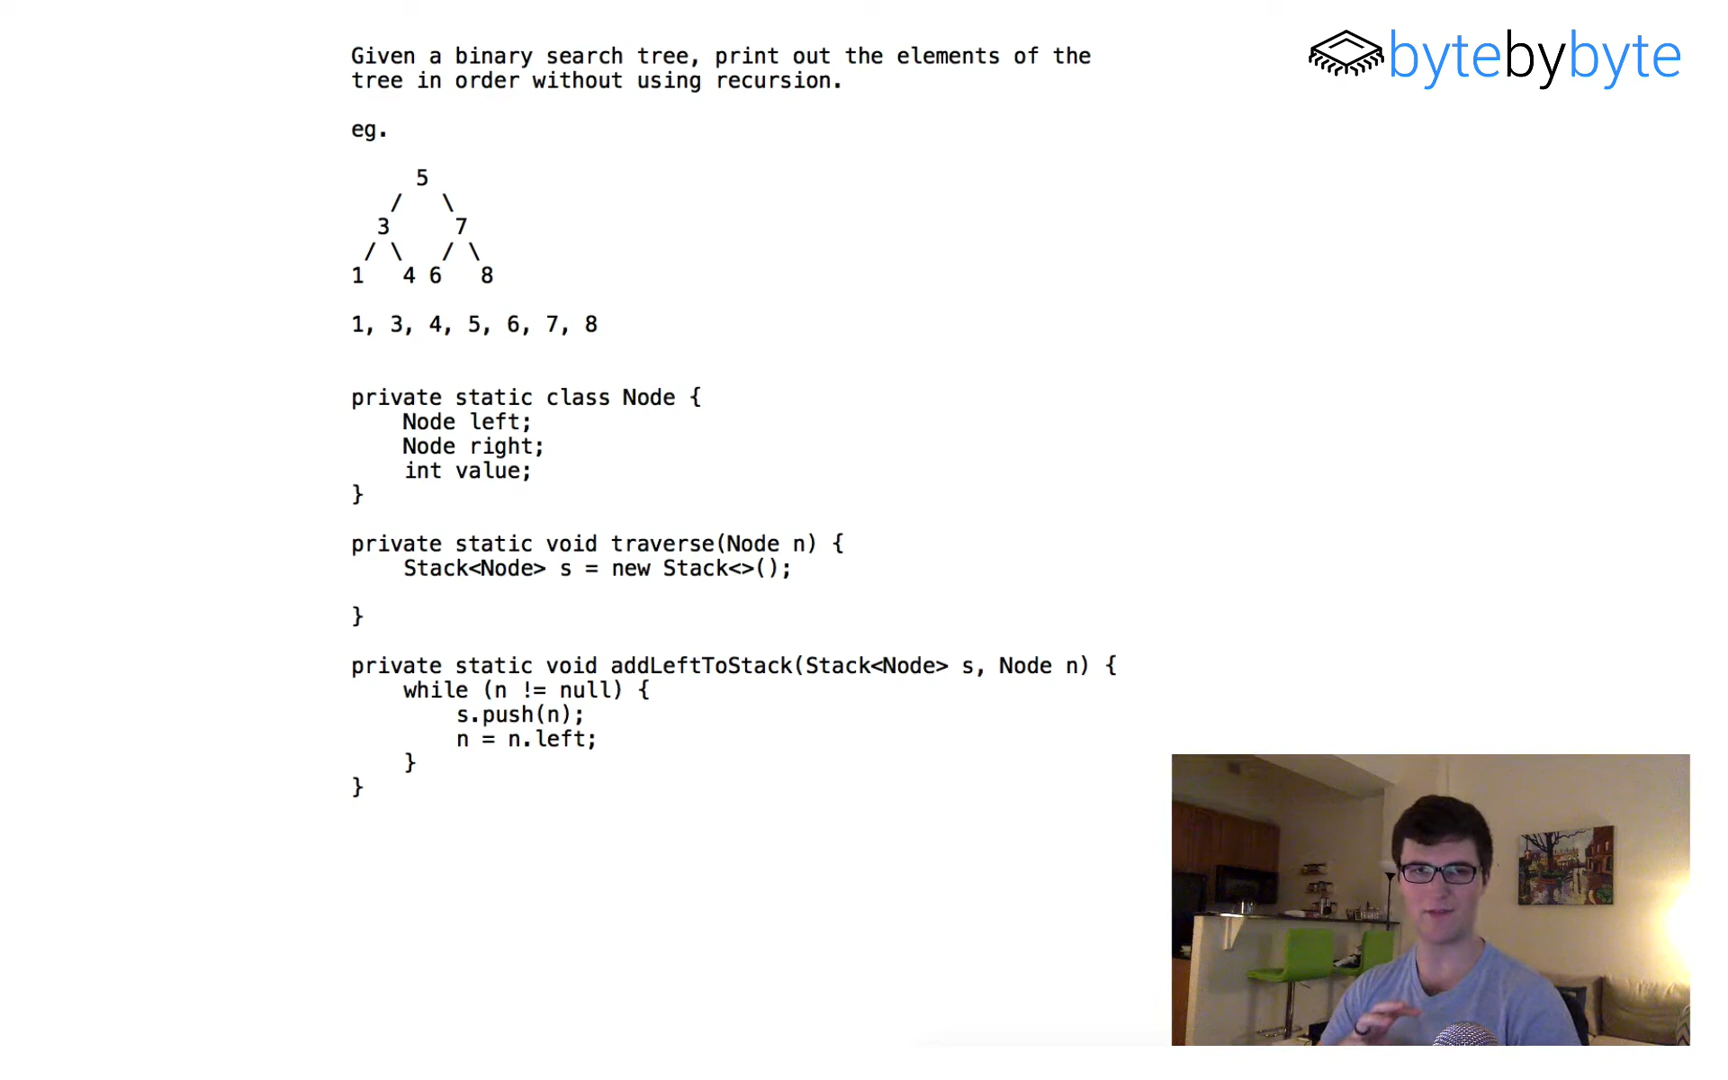 bytebybyte
Given a binary search tree, print out the elements of the
tree in order without using recursion.
eg.
5
/ \
3 7
/ \ / \
1 4 6 8
1, 3, 4, 5, 6, 7, 8
private static class Node {
Node left;
Node right;
int value;
}
private static void traverse(Node n) {
Stack<Node> s = new Stack<>();
}
private static void addLeftToStack(Stack<Node> s, Node n) {
while (n != null) {
s.push(n);
n = n.left;
}
}